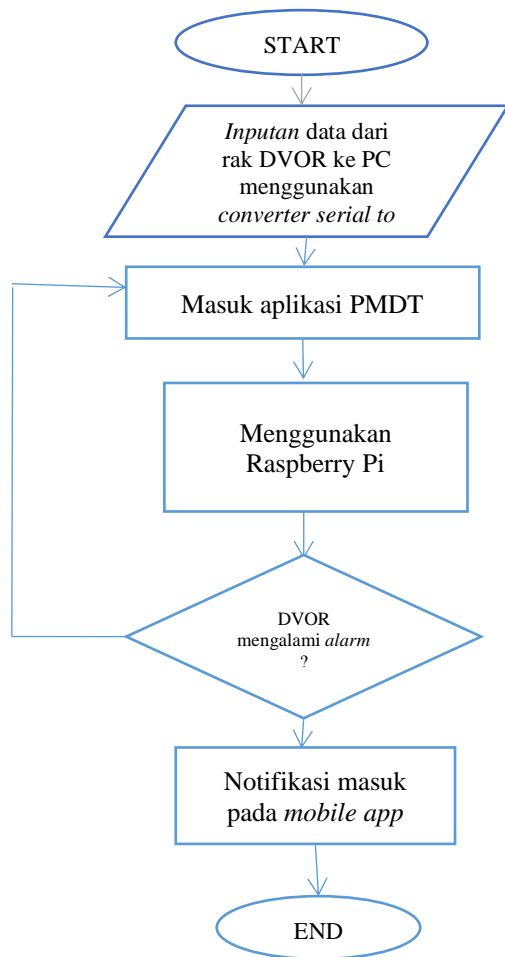 START
Inputan data dari
rak DVOR ke PC
menggunakan
converter serial to
Masuk aplikasi PMDT
Menggunakan
Raspberry Pi
DVOR
mengalami alarm
?
Notifikasi masuk
pada mobile app
END